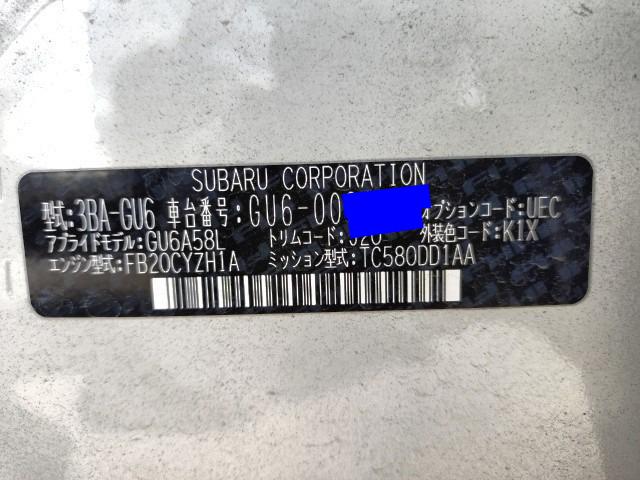 SUBARU CORPORATION
型式:3BA-GU6 車台番号:GU6-00 オプションコード:UEC
アプライドモデル:GU6A58L トリムコード: 外装色コード:K1X
エンジン型式:FB20CYZH1A ミッション型式:TC580DD1AA